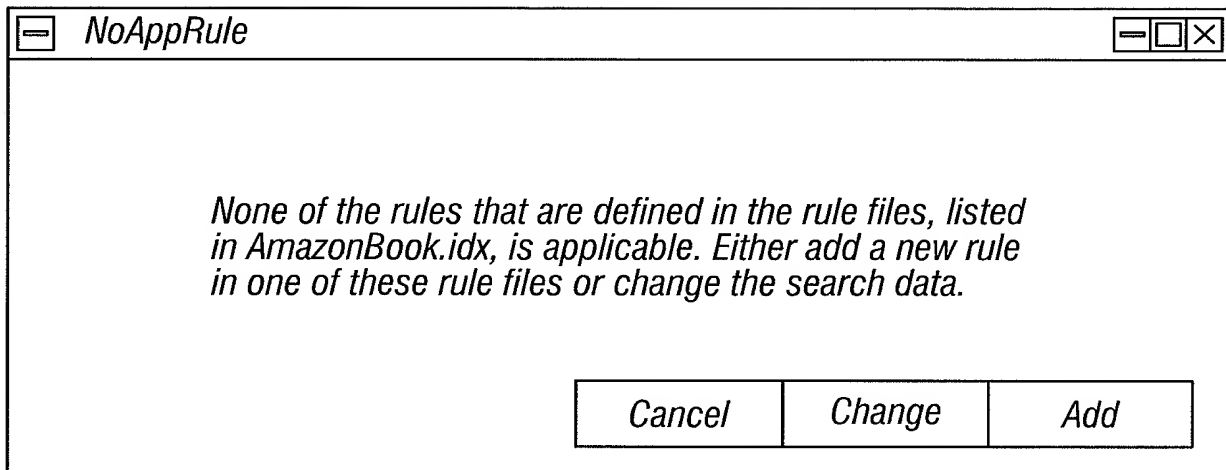 NoAppRule
None of the rules that are defined in the rule files, listed
in AmazonBook.idx, is applicable. Either add a new rule
in one of these rule files or change the search data.
Cancel Change Add